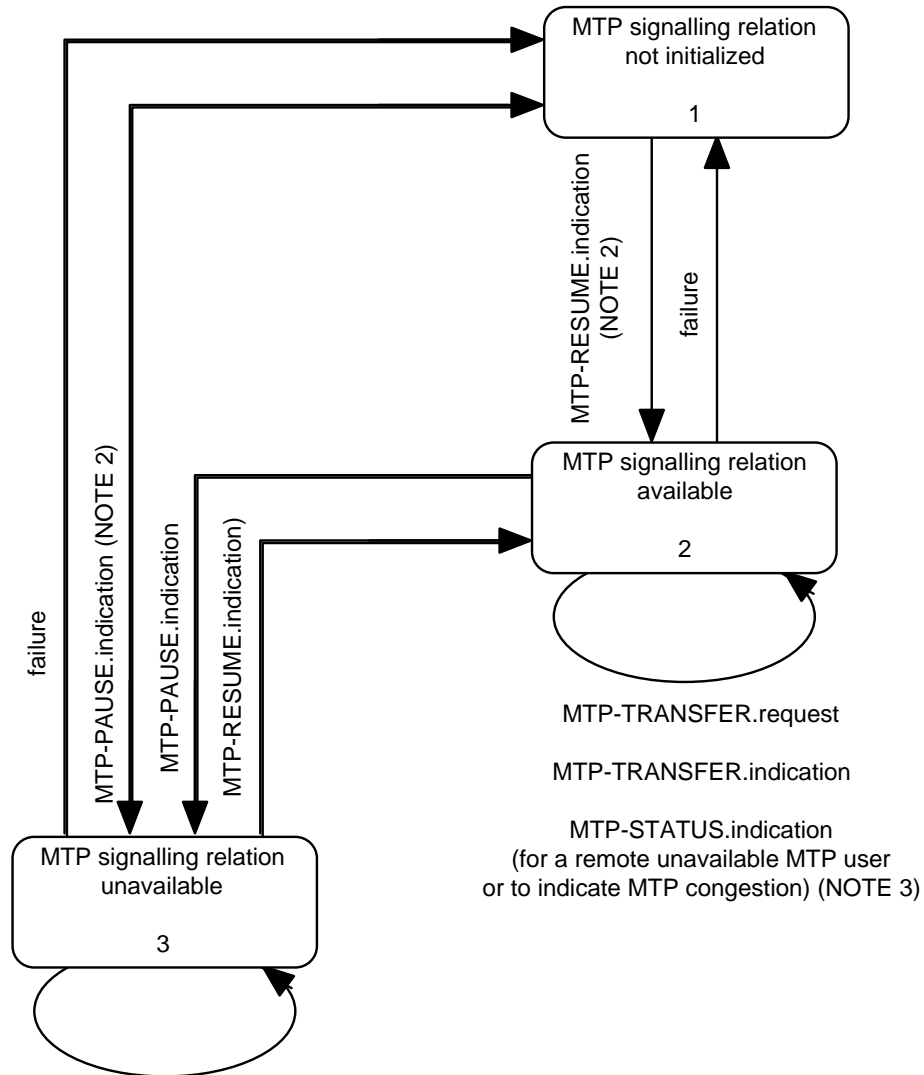 MTP signalling relation
not initialized
1
MTP-RESUME.indication
(NOTE 2)
failure
MTP signalling relation
available
2
failure
MTP-PAUSE.indication (NOTE 2)
MTP-PAUSE.indication
MTP-RESUME.indication)
MTP-TRANSFER.request
MTP-TRANSFER.indication
MTP-STATUS.indication
(for a remote unavailable MTP user
or to indicate MTP congestion) (NOTE 3)
MTP signalling relation
unavailable
3